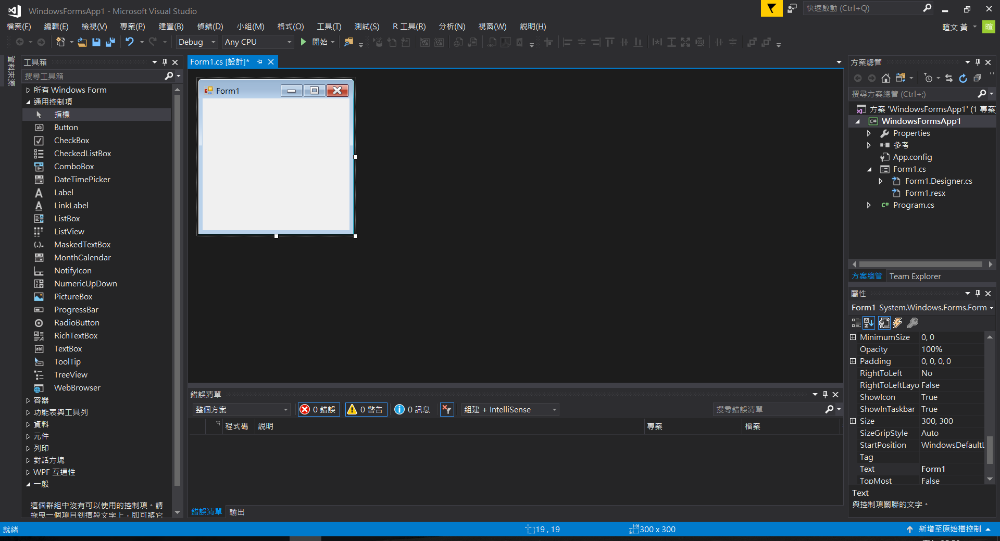 WindowsFormsApp1 - Microsoft Visual Studio
快速啟動 (Ctrl+Q)
檔案(F) 編輯(E) 檢視(V) 專案(P) 建置(B) 偵錯(D) 小組(M) 格式(O) 工具(T) 測試(S) R 工具(R) 分析(N) 視窗(W) 說明(H)
暄文 黃
暄
Debug Any CPU 開始
資料來源
工具箱
搜尋工具箱
所有 Windows Form
通用控制項
指標
Button
CheckBox
CheckedListBox
ComboBox
DateTimePicker
Label
LinkLabel
ListBox
ListView
MaskedTextBox
MonthCalendar
NotifyIcon
NumericUpDown
PictureBox
ProgressBar
RadioButton
RichTextBox
TextBox
ToolTip
TreeView
WebBrowser
容器
功能表與工具列
資料
元件
列印
對話方塊
WPF 互通性
一般
這個群組中沒有可以使用的控制項。請
拖曳一個項目到這段文字上，即可將它
Form1.cs [設計]*
Form1
錯誤清單
整個方案 0 錯誤 0 警告 0 訊息 組建 + IntelliSense 搜尋錯誤清單
程式碼 說明 專案 檔案
錯誤清單 輸出
方案總管
搜尋方案總管 (Ctrl+;)
方案 'WindowsFormsApp1' (1 專案)
WindowsFormsApp1
Properties
參考
App.config
Form1.cs
Form1.Designer.cs
Form1.resx
Program.cs
方案總管 Team Explorer
屬性
Form1 System.Windows.Forms.Form
MinimumSize 0, 0
Opacity 100%
Padding 0, 0, 0, 0
RightToLeft No
RightToLeftLayo False
ShowIcon True
ShowInTaskbar True
Size 300, 300
SizeGripStyle Auto
StartPosition WindowsDefaultL
Tag
Text Form1
TopMost False
Text
與控制項關聯的文字。
就緒 19 , 19 300 x 300 新增至原始檔控制